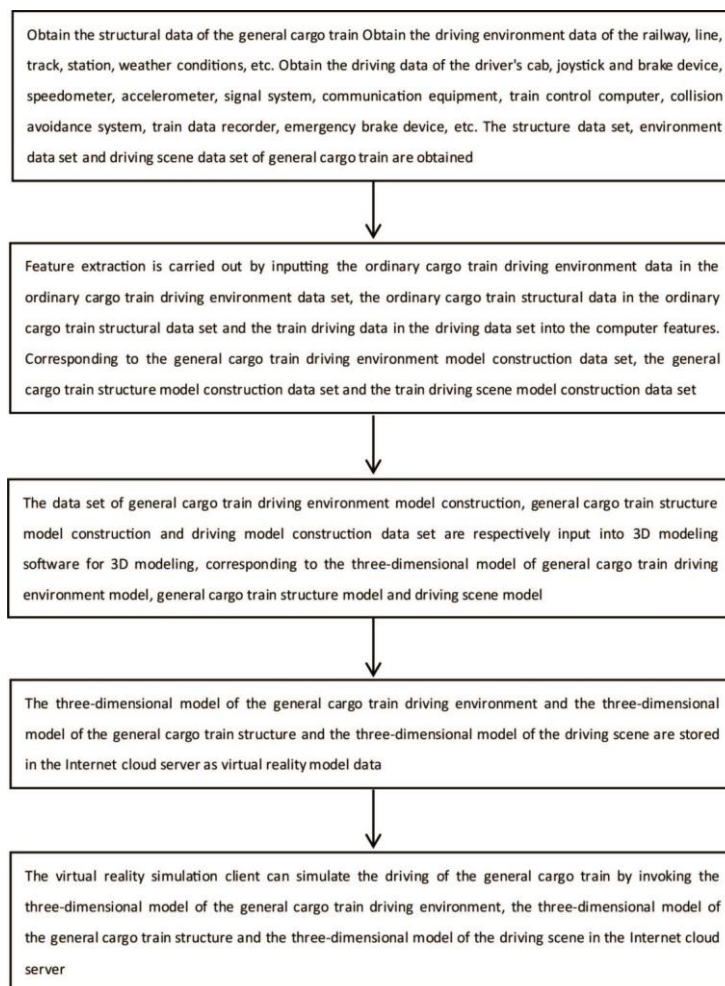 Obtain the structural data of the general cargo train Obtain the driving environment data of the railway, line,
track, station, weather conditions, etc. Obtain the driving data of the driver's cab, joystick and brake device,
speedometer, accelerometer, signal system, communication equipment, train control computer, collision
avoidance system, train data recorder, emergency brake device, etc. The structure data set, environment
data set and driving scene data set of general cargo train are obtained
Feature extraction is carried out by inputting the ordinary cargo train driving environment data in the
ordinary cargo train driving environment data set, the ordinary cargo train structural data in the ordinary
cargo train structural data set and the train driving data in the driving data set into the computer features.
Corresponding to the general cargo train driving environment model construction data set, the general
cargo train structure model construction data set and the train driving scene model construction data set
The data set of general cargo train driving environment model construction, general cargo train structure
model construction and driving model construction data set are respectively input into 3D modeling
software for 3D modeling, corresponding to the three-dimensional model of general cargo train driving
environment model, general cargo train structure model and driving scene model
The three-dimensional model of the general cargo train driving environment and the three-dimensional
model of the general cargo train structure and the three-dimensional model of the driving scene are stored
in the Internet cloud server as virtual reality model data
The virtual reality simulation client can simulate the driving of the general cargo train by invoking the
three-dimensional model of the general cargo train driving environment, the three-dimensional model of
the general cargo train structure and the three-dimensional model of the driving scene in the Internet cloud
server